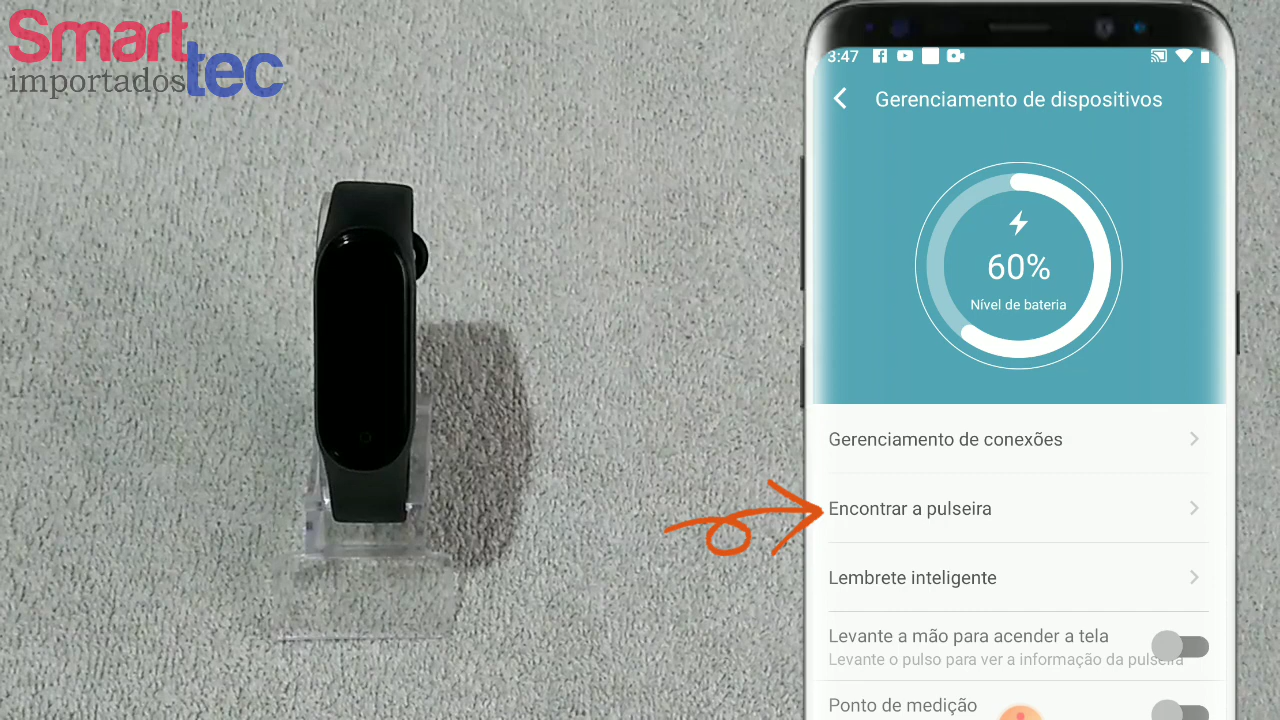 Smart
importados tec
3:47
Gerenciamento de dispositivos
60%
Nível de bateria
Gerenciamento de conexões
Encontrar a pulseira
Lembrete inteligente
Levante a mão para acender a tela
Levante o pulso para ver a informação da pulseira
Ponto de medição